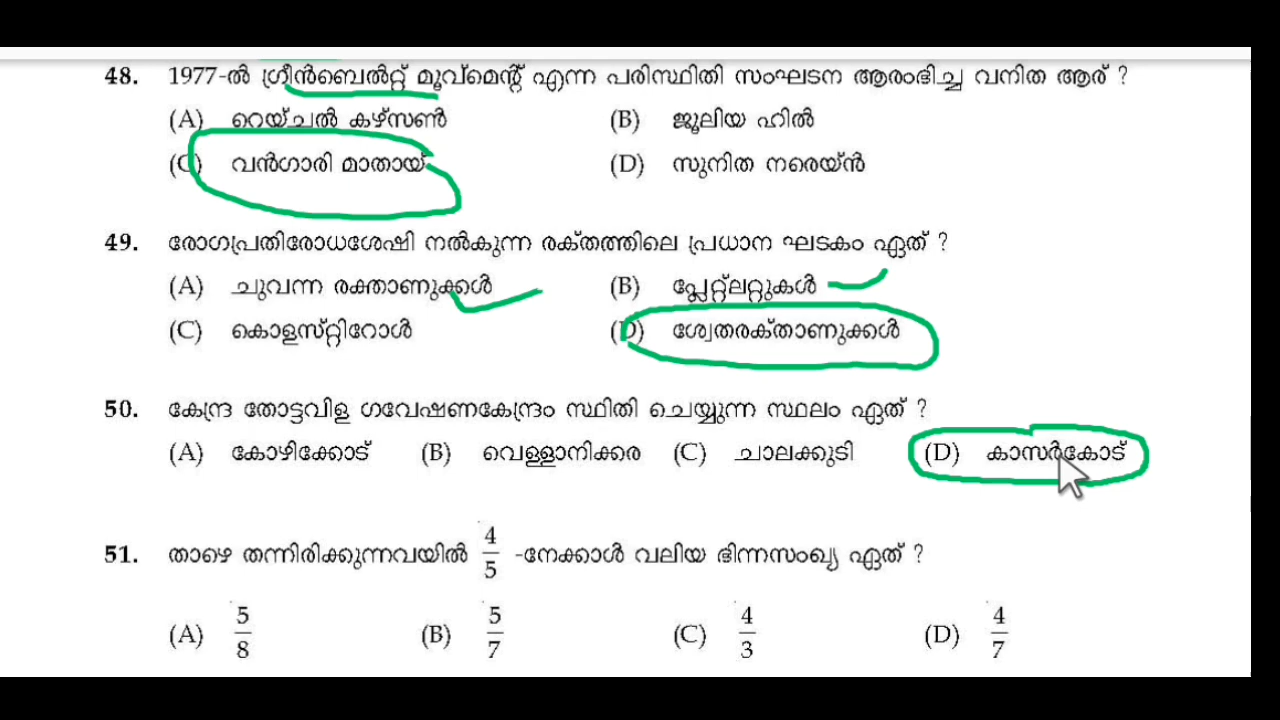 48. 1977-ൽ ഗ്രീൻബെൽറ്റ് മൂവ്മെന്റ് എന്ന പരിസ്ഥിതി സംഘടന ആരംഭിച്ച വനിത ആര് ?
(A) റെയ്ച്ചൽ കഴ്സൺ (B) ജൂലിയ ഹിൽ
(C) വൻഗാരി മാതായ് (D) സുനിത നരെയ്ൻ
49. രോഗപ്രതിരോധശേഷി നൽകുന്ന രക്തത്തിലെ പ്രധാന ഘടകം ഏത് ?
(A) ചുവന്ന രക്താണുക്കൾ (B) പ്ലേറ്റ്ലറ്റുകൾ
(C) കൊളസ്റ്റിറോൾ (D) ശ്വേതരക്താണുക്കൾ
50. കേന്ദ്ര തോട്ടവിള ഗവേഷണകേന്ദ്രം സ്ഥിതി ചെയ്യുന്ന സ്ഥലം ഏത് ?
(A) കോഴിക്കോട് (B) വെള്ളാനിക്കര (C) ചാലക്കുടി (D) കാസർകോട്
51. താഴെ തന്നിരിക്കുന്നവയിൽ 4/5 -നേക്കാൾ വലിയ ഭിന്നസംഖ്യ ഏത് ?
(A) 5/8 (B) 5/7 (C) 4/3 (D) 4/7